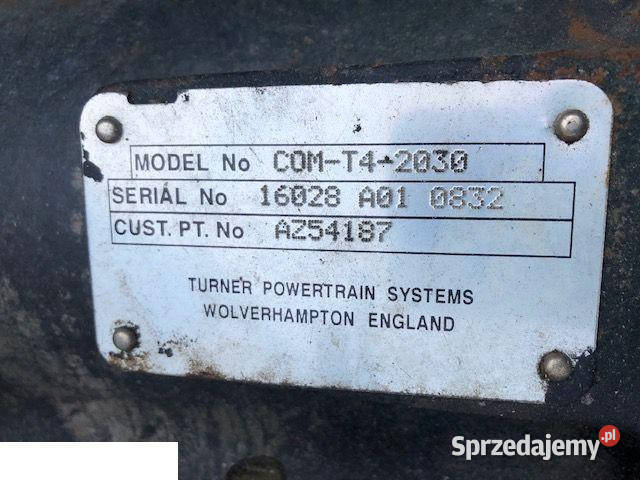 MODEL No COM-T4-2030
SERIAL No 16028 A01 0832
CUST. PT. No AZ54187
TURNER POWERTRAIN SYSTEMS
WOLVERHAMPTON ENGLAND
Sprzedajemy.pl